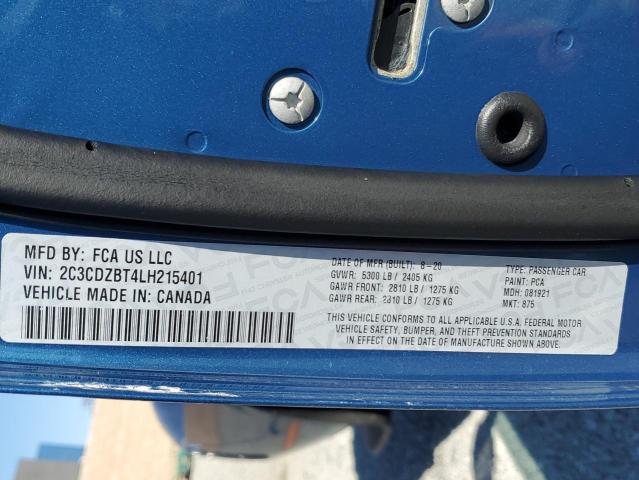 MFD BY: FCA US LLC
VIN: 2C3CDZBT4LH215401
VEHICLE MADE IN: CANADA
DATE OF MFR (BUILT): 8-20
GVWR: 5300 LB / 2405 KG
GAWR FRONT: 2810 LB / 1275 KG
GAWR REAR: 2810 LB / 1275 KG
TYPE: PASSENGER CAR
PAINT: PCA
MDH: 081921
MKT: 875
THIS VEHICLE CONFORMS TO ALL APPLICABLE U.S.A. FEDERAL MOTOR
VEHICLE SAFETY, BUMPER, AND THEFT PREVENTION STANDARDS
IN EFFECT ON THE DATE OF MANUFACTURE SHOWN ABOVE.